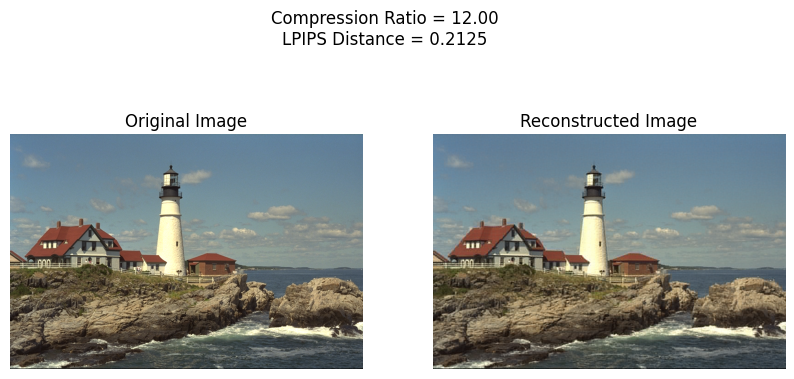 Compression Ratio = 12.00
LPIPS Distance = 0.2125
Original Image
Reconstructed Image